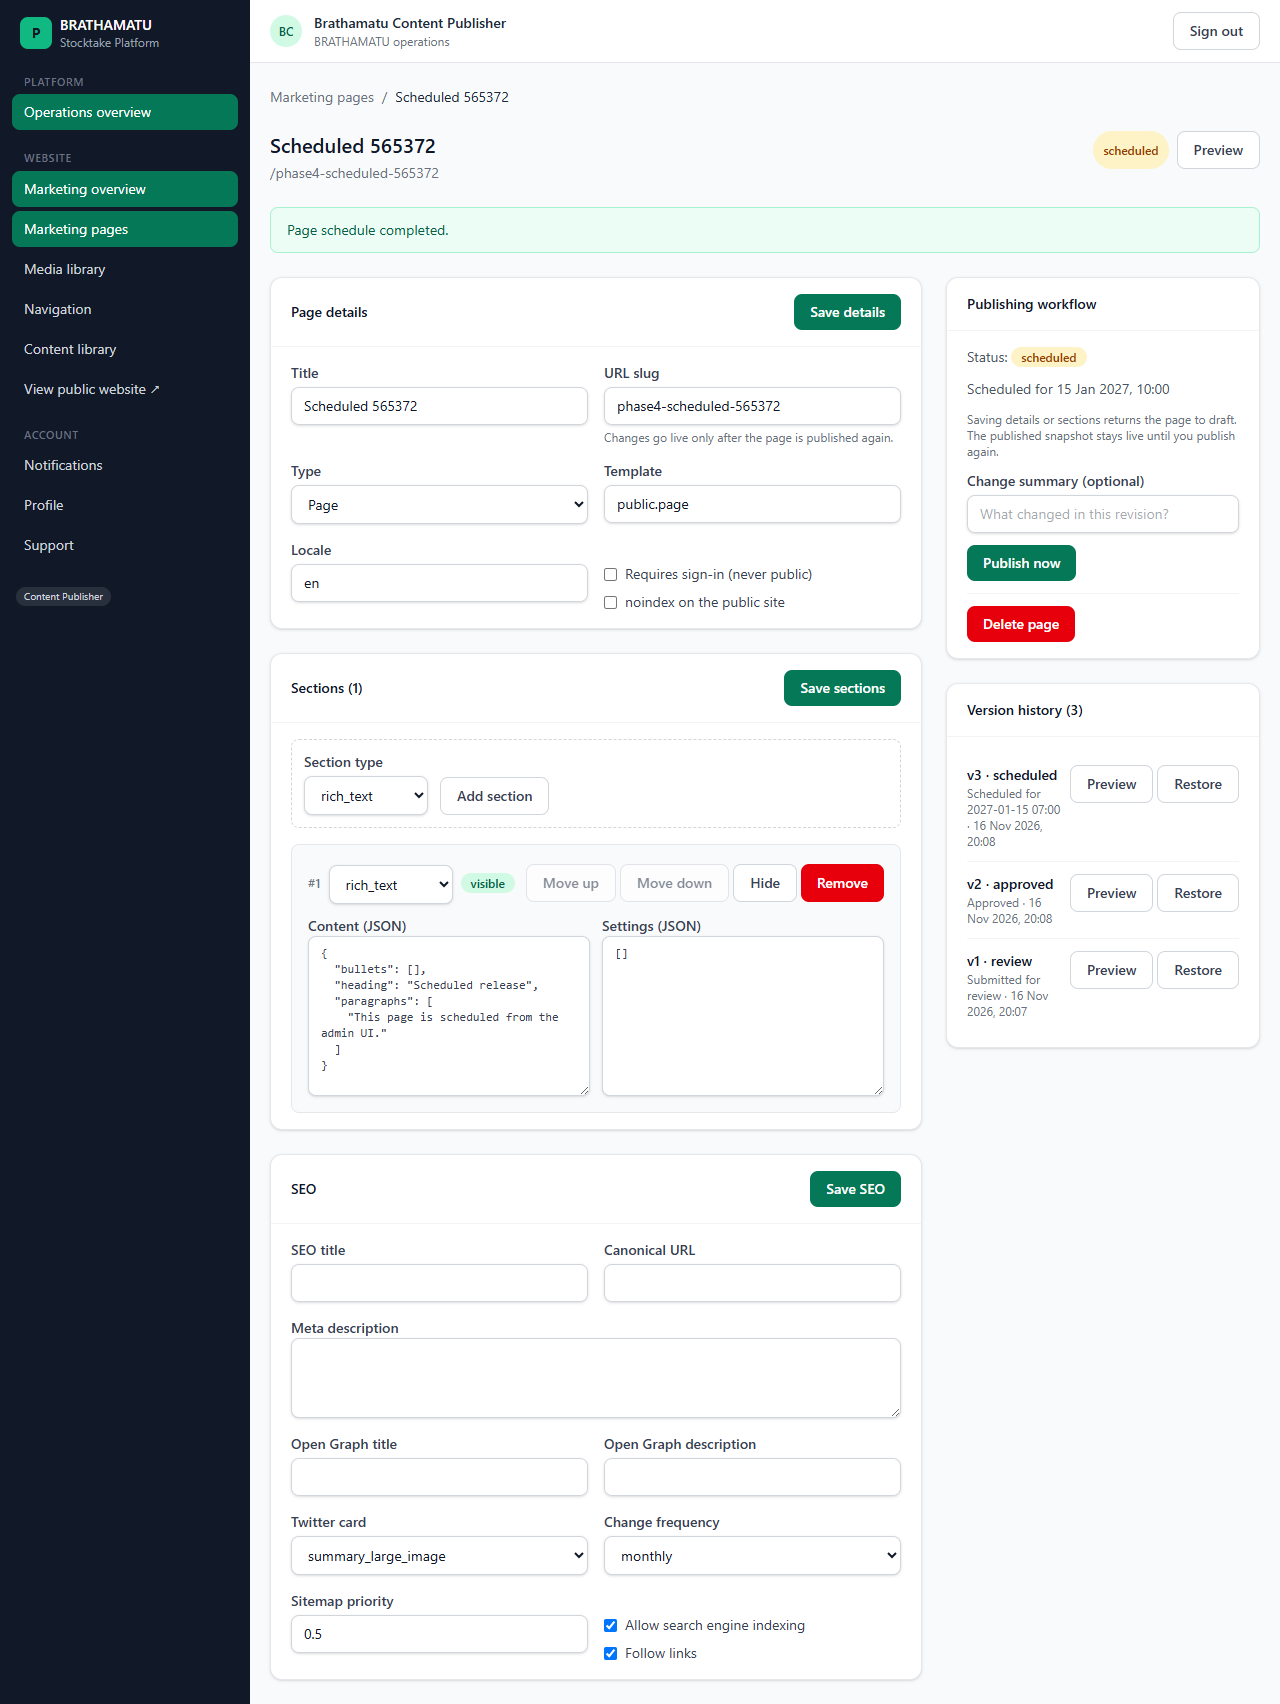 P
BRATHAMATU
Stocktake Platform
PLATFORM
Operations overview
WEBSITE
Marketing overview
Marketing pages
Media library
Navigation
Content library
View public website ↗
ACCOUNT
Notifications
Profile
Support
Content Publisher
BC
Brathamatu Content Publisher
BRATHAMATU operations
Sign out
Marketing pages / Scheduled 565372
Scheduled 565372
/phase4-scheduled-565372
scheduled
Preview
Page schedule completed.
Page details
Save details
Title
URL slug
Scheduled 565372
phase4-scheduled-565372
Changes go live only after the page is published again.
Type
Template
Page
public.page
Locale
en
Requires sign-in (never public)
noindex on the public site
Sections (1)
Save sections
Section type
rich_text
Add section
#1
rich_text
visible
Move up
Move down
Hide
Remove
Content (JSON)
Settings (JSON)
{
"bullets": [],
"heading": "Scheduled release",
"paragraphs": [
"This page is scheduled from the
admin UI."
]
}
[]
SEO
Save SEO
SEO title
Canonical URL
Meta description
Open Graph title
Open Graph description
Twitter card
Change frequency
summary_large_image
monthly
Sitemap priority
0.5
Allow search engine indexing
Follow links
Publishing workflow
Status: scheduled
Scheduled for 15 Jan 2027, 10:00
Saving details or sections returns the page to draft.
The published snapshot stays live until you publish
again.
Change summary (optional)
What changed in this revision?
Publish now
Delete page
Version history (3)
v3 · scheduled
Scheduled for
2027-01-15 07:00
· 16 Nov 2026,
20:08
Preview
Restore
v2 · approved
Approved · 16
Nov 2026, 20:08
Preview
Restore
v1 · review
Submitted for
review · 16 Nov
2026, 20:07
Preview
Restore